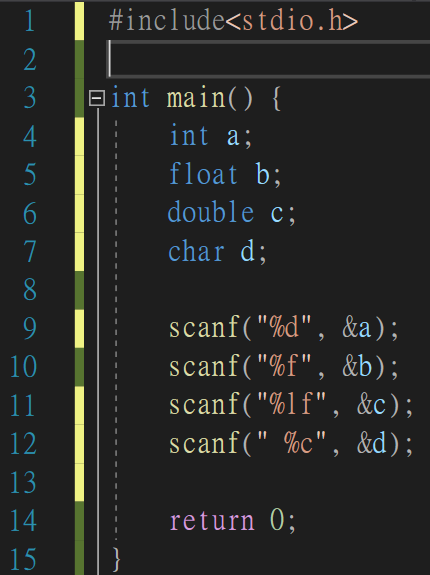 1 #include<stdio.h>
2
3 int main() {
4 int a;
5 float b;
6 double c;
7 char d;
8
9 scanf("%d", &a);
10 scanf("%f", &b);
11 scanf("%lf", &c);
12 scanf(" %c", &d);
13
14 return 0;
15 }